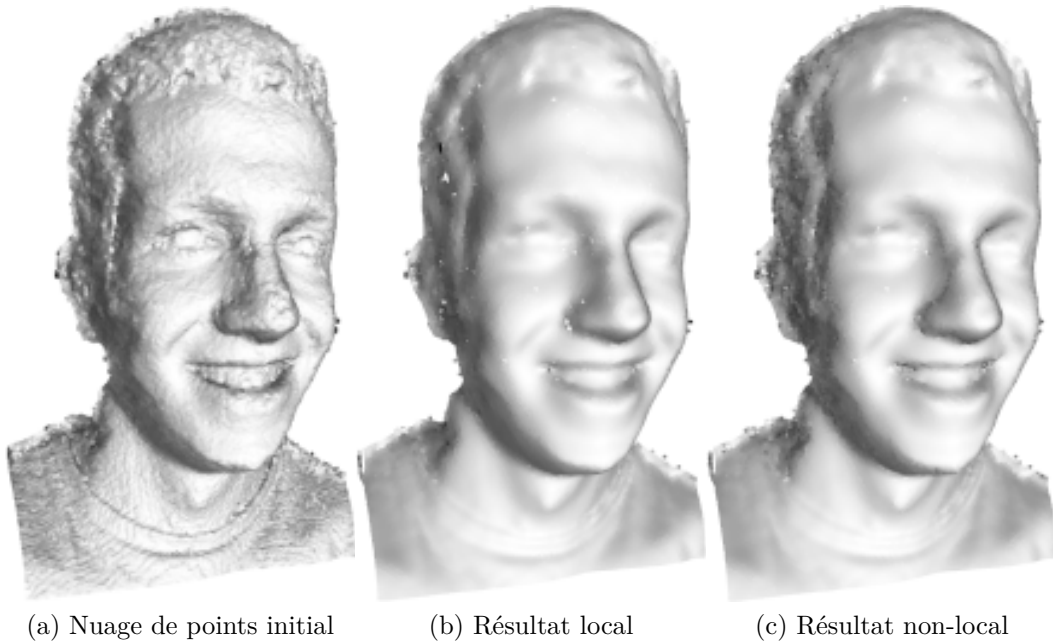 (a) Nuage de points initial
(b) Résultat local
(c) Résultat non-local